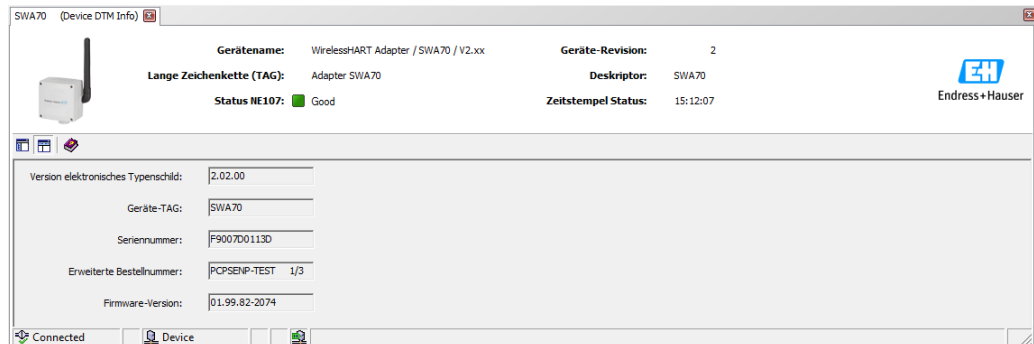 SWA70 (Device DTM Info)
Gerätename: WirelessHART Adapter / SWA70 / V2.xx Geräte-Revision: 2
Lange Zeichenkette (TAG): Adapter SWA70 Deskriptor: SWA70
Status NE107: Good Zeitstempel Status: 15:12:07
EH
Endress+Hauser
Version elektronisches Typenschild: 2.02.00
Geräte-TAG: SWA70
Seriennummer: F9007D0113D
Erweiterte Bestellnummer: PCPSENP-TEST 1/3
Firmware-Version: 01.99.82-2074
Connected Device